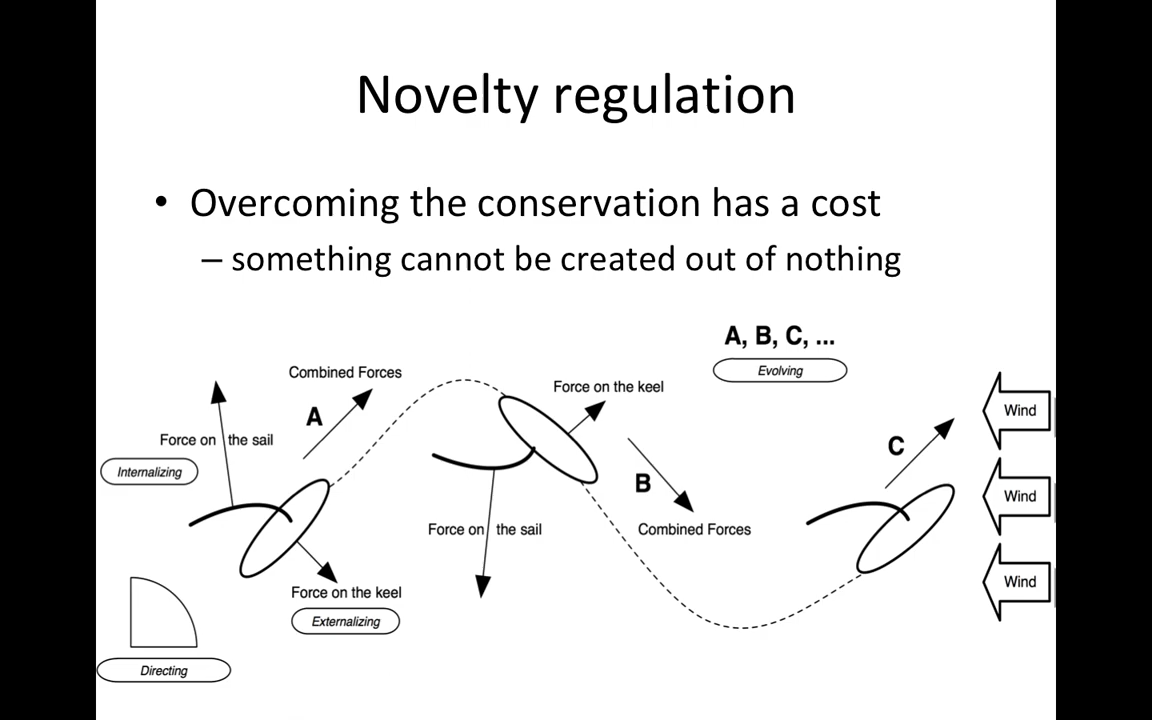 Novelty regulation
• Overcoming the conservation has a cost
– something cannot be created out of nothing
A, B, C, ...
Evolving
Combined Forces
A
Force on the sail
Internalizing
Force on the keel
Externalizing
Directing
Force on the keel
B
Force on the sail
Combined Forces
C
Wind
Wind
Wind